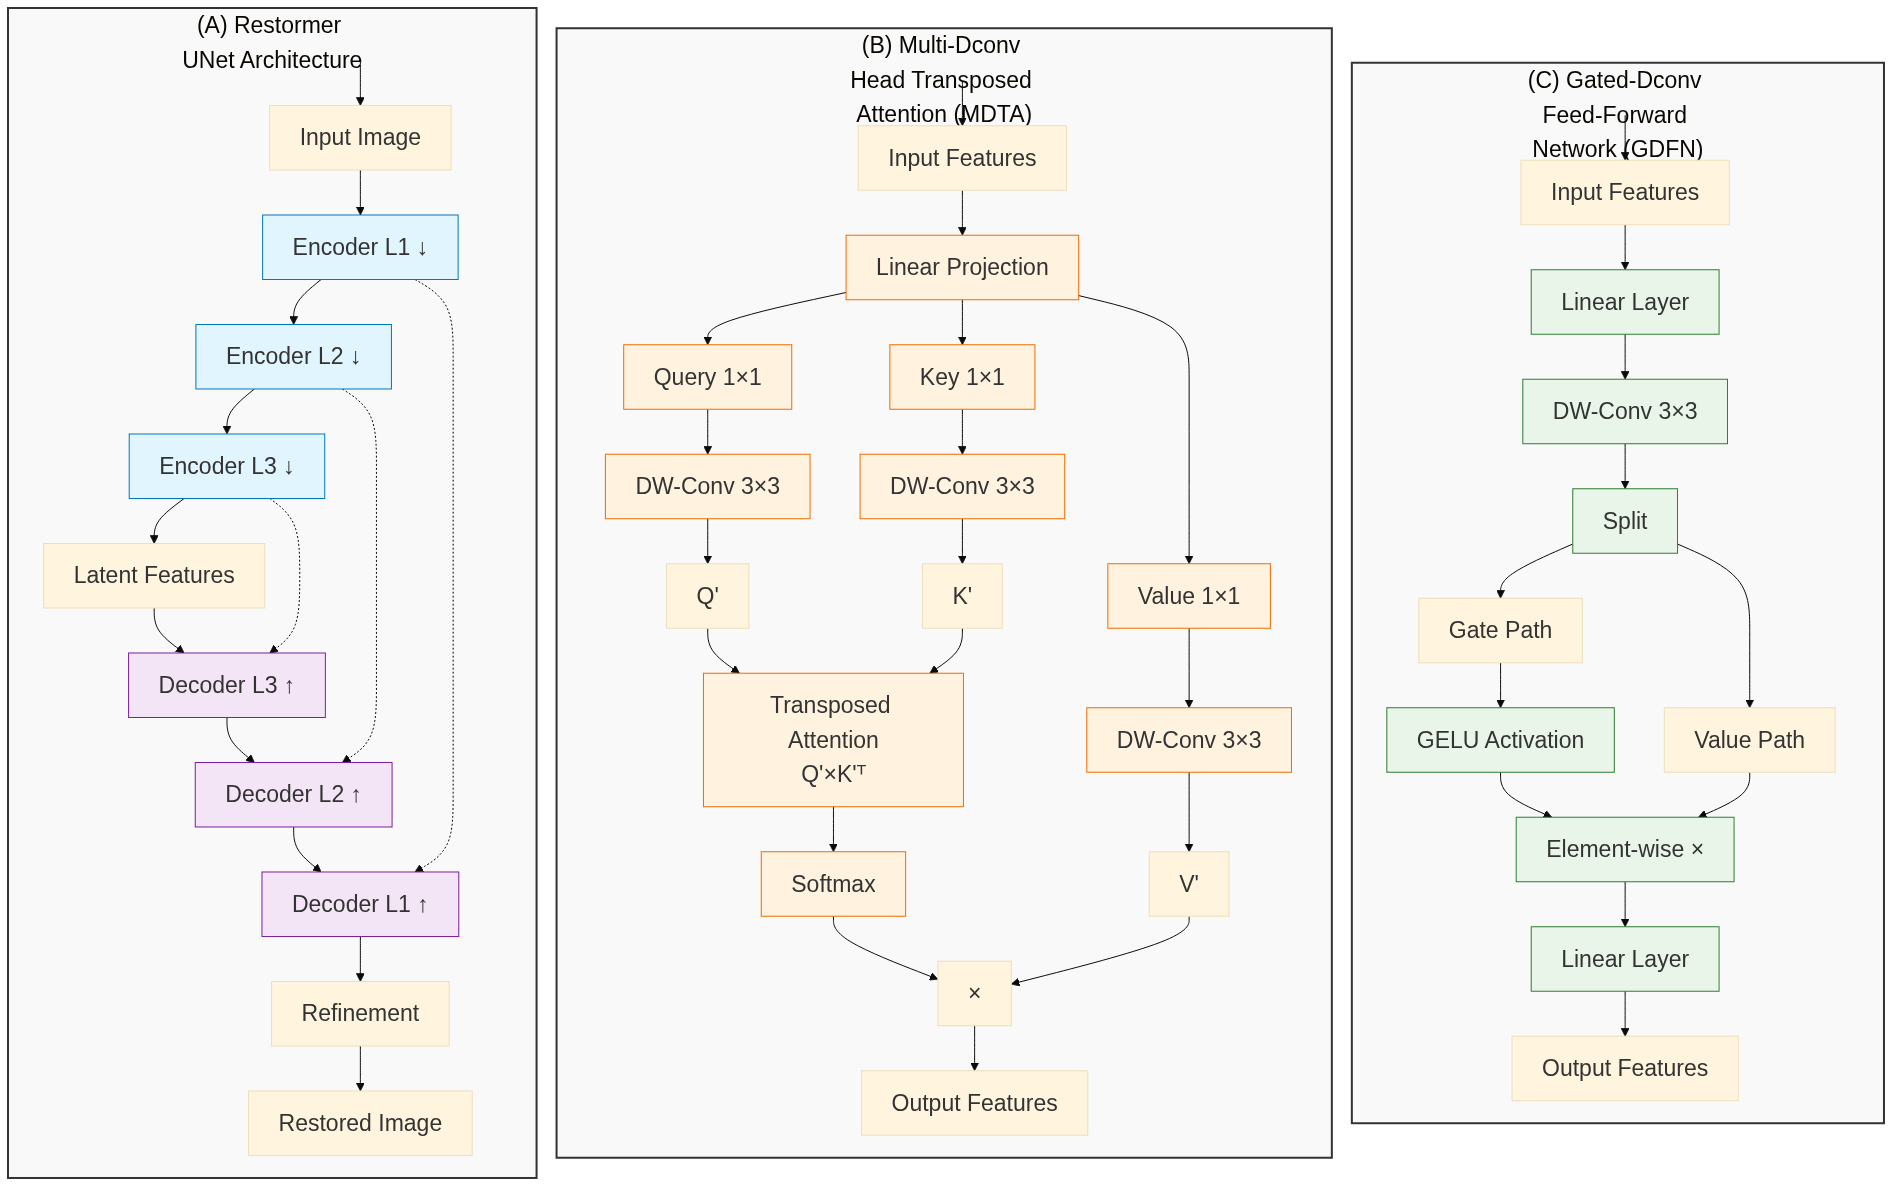 (A) Restormer
UNet Architecture
Input Image
Encoder L1 ↓
Encoder L2 ↓
Encoder L3 ↓
Latent Features
Decoder L3 ↑
Decoder L2 ↑
Decoder L1 ↑
Refinement
Restored Image
(B) Multi-Dconv
Head Transposed
Attention (MDTA)
Input Features
Linear Projection
Query 1×1
Key 1×1
DW-Conv 3×3
DW-Conv 3×3
Q'
K'
Value 1×1
Transposed
Attention
Q'×K'ᵀ
DW-Conv 3×3
Softmax
V'
×
Output Features
(C) Gated-Dconv
Feed-Forward
Network (GDFN)
Input Features
Linear Layer
DW-Conv 3×3
Split
Gate Path
GELU Activation
Value Path
Element-wise ×
Linear Layer
Output Features